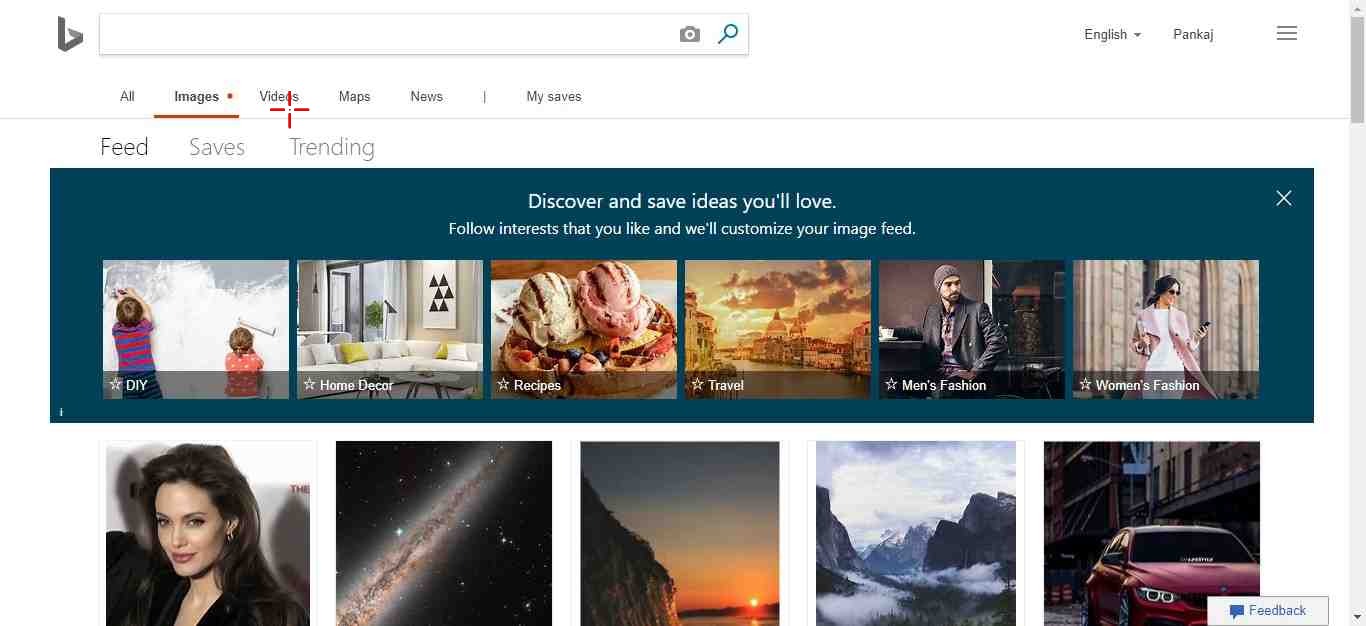 English Pankaj
All Images Videos Maps News | My saves
Feed Saves Trending
Discover and save ideas you'll love.
Follow interests that you like and we'll customize your image feed.
DIY Home Decor Recipes Travel Men's Fashion Women's Fashion
i
THE
LIFESTYLE
Feedback